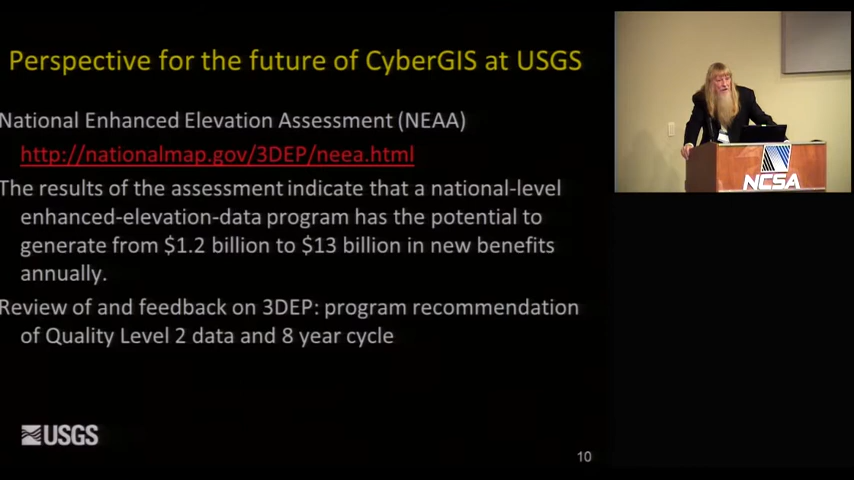 Perspective for the future of CyberGIS at USGS
National Enhanced Elevation Assessment (NEAA)
http://nationalmap.gov/3DEP/neea.html
The results of the assessment indicate that a national-level
enhanced-elevation-data program has the potential to
generate from $1.2 billion to $13 billion in new benefits
annually.
Review of and feedback on 3DEP: program recommendation
of Quality Level 2 data and 8 year cycle
USGS
10
NCSA